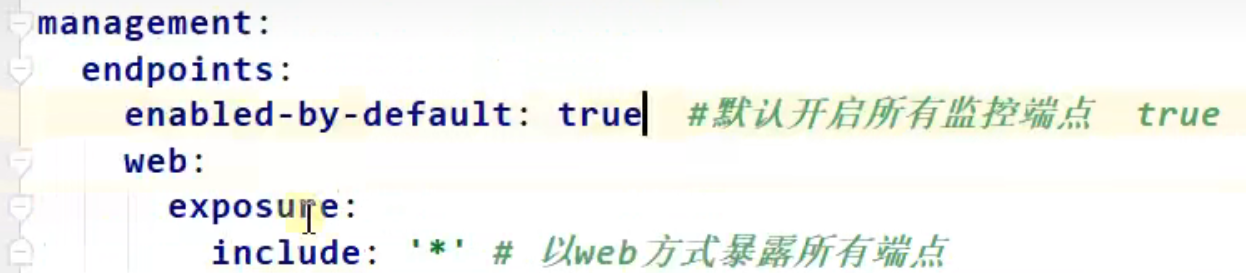 management:
endpoints:
enabled-by-default: true #默认开启所有监控端点 true
web:
exposure:
include: '*' # 以web方式暴露所有端点